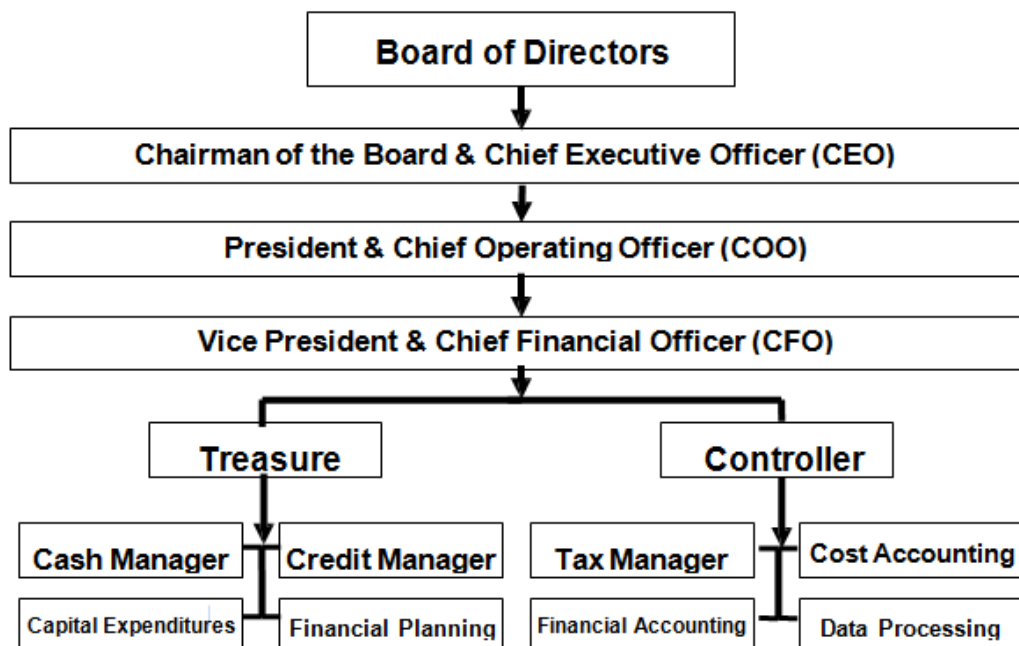 Board of Directors
Chairman of the Board & Chief Executive Officer (CEO)
President & Chief Operating Officer (COO)
Vice President & Chief Financial Officer (CFO)
Treasure
Controller
Cash Manager
Credit Manager
Tax Manager
Cost Accounting
Capital Expenditures
Financial Planning
Financial Accounting
Data Processing